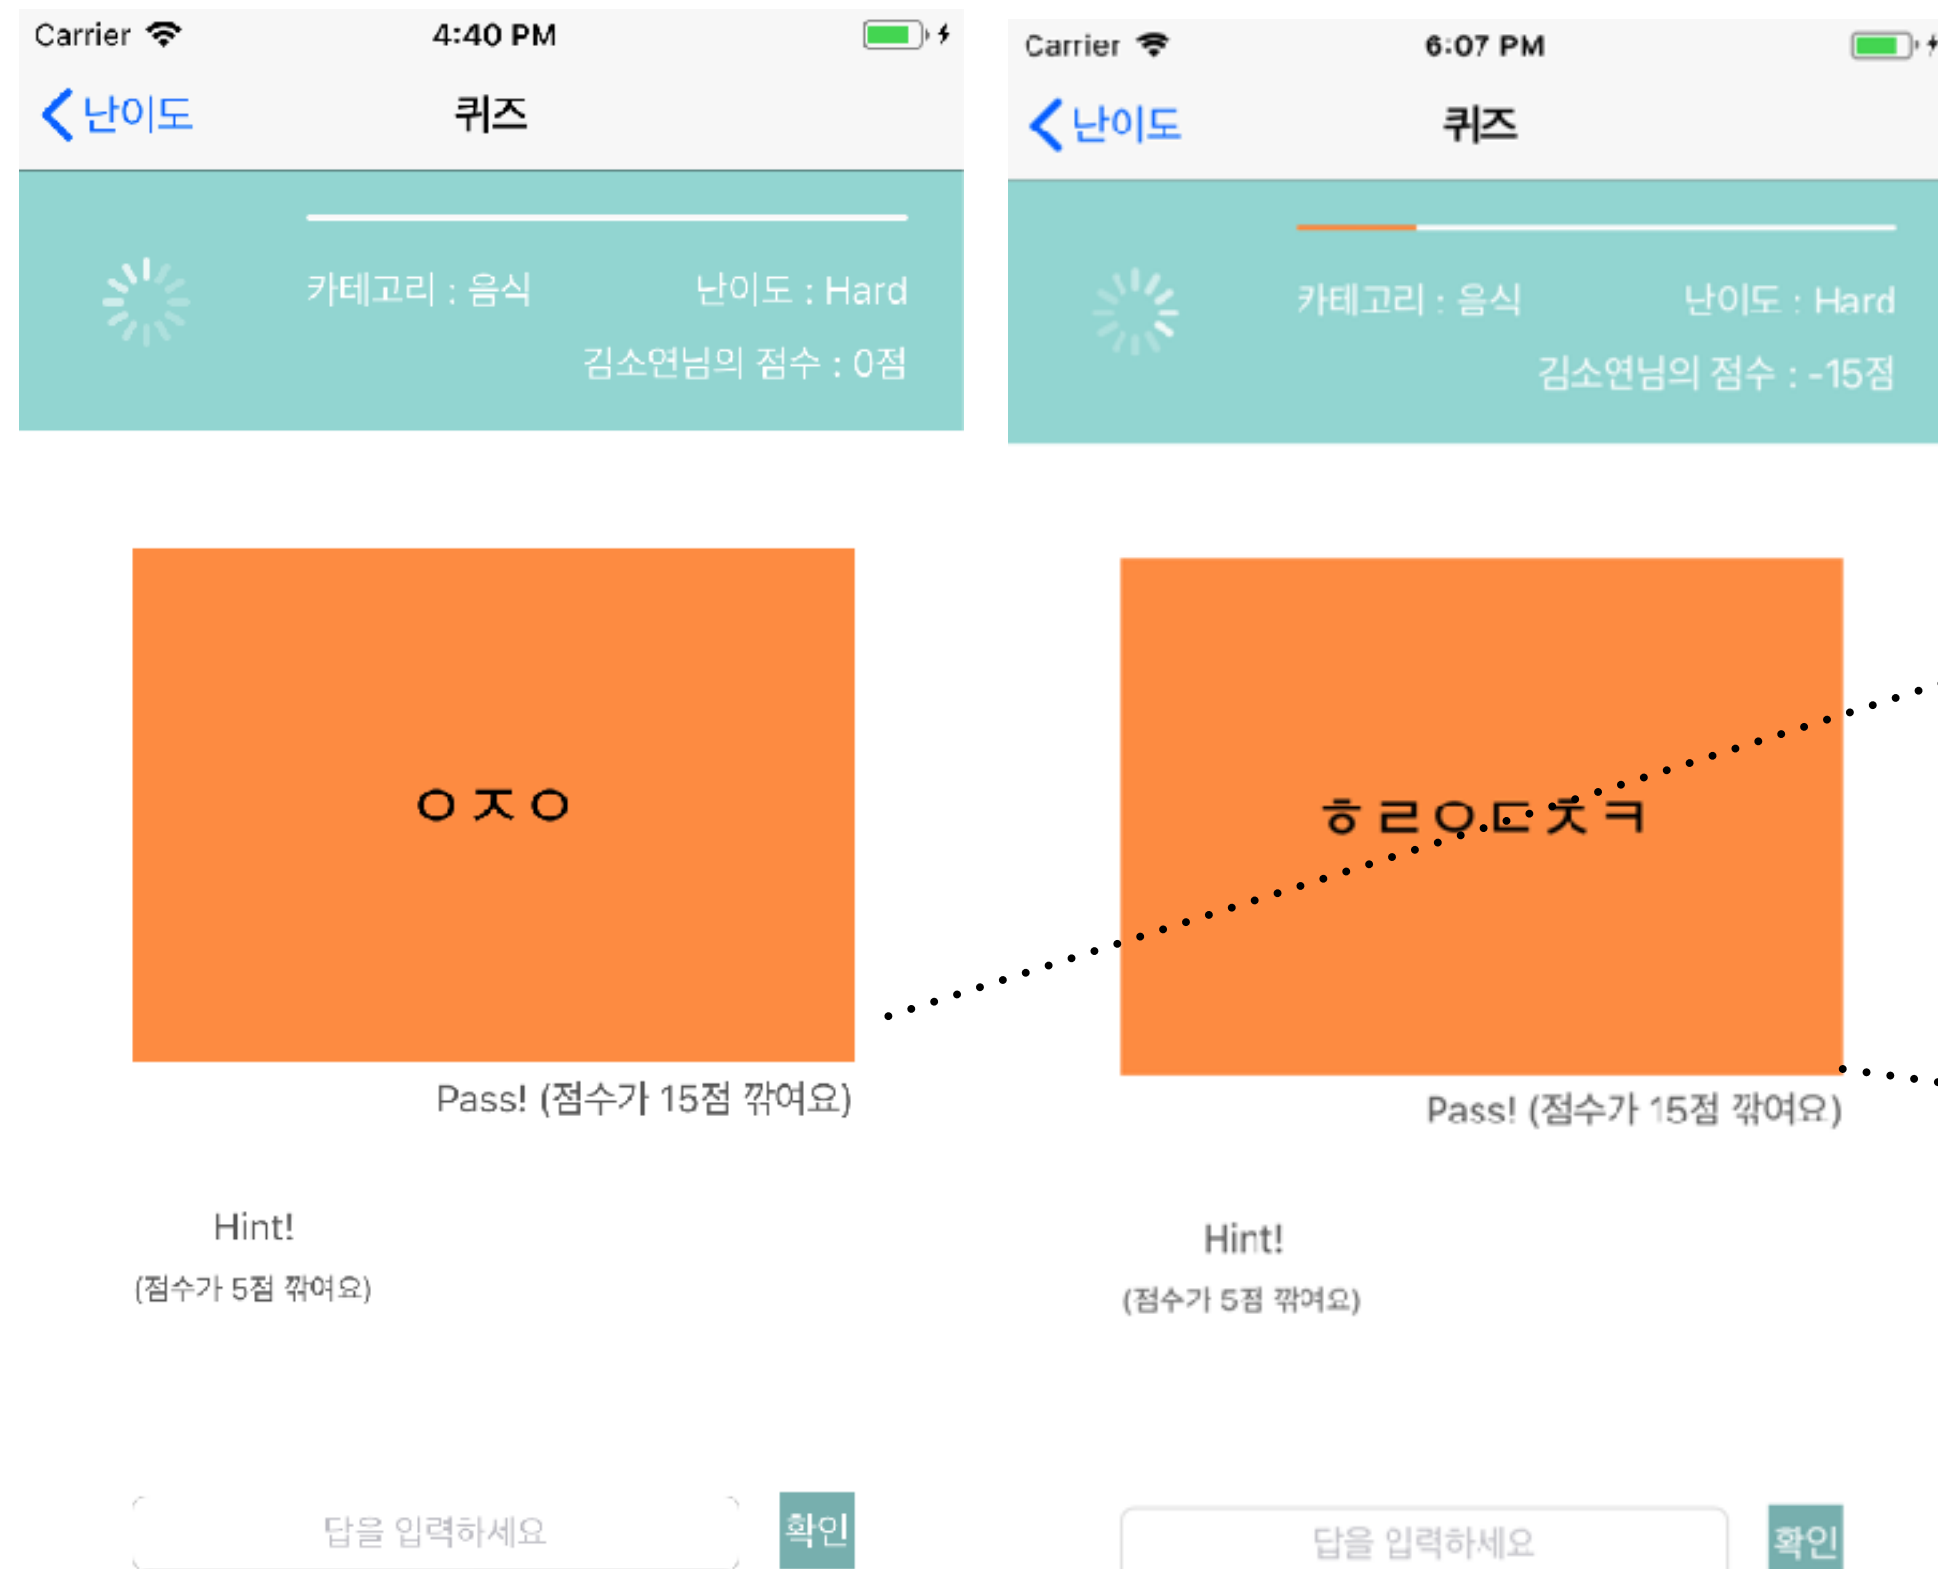 Carrier 4:40 PM
난이도 퀴즈
카테고리 : 음식 난이도 : Hard
김소연님의 점수 : 0점
ㅇㅈㅇ
Pass! (점수가 15점 깎여요)
Hint!
(점수가 5점 깎여요)
답을 입력하세요 확인
Carrier 6:07 PM
난이도 퀴즈
카테고리 : 음식 난이도 : Hard
김소연님의 점수 : -15점
ㅎㄹㅇㄷㅊㅋ
Pass! (점수가 15점 깎여요)
Hint!
(점수가 5점 깎여요)
답을 입력하세요 확인